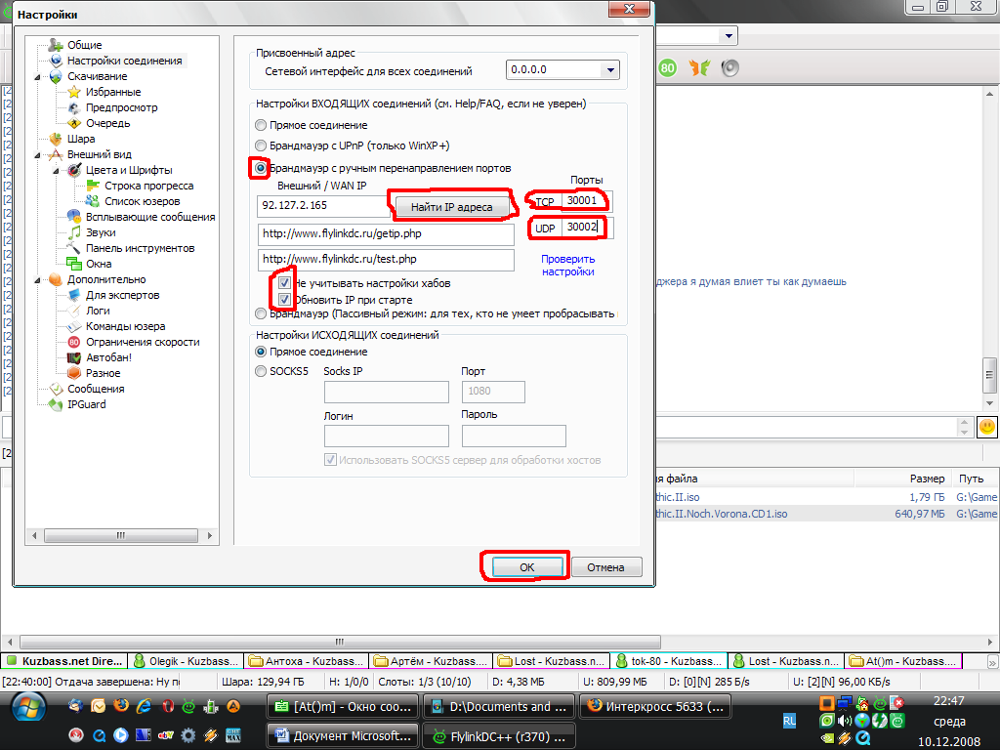 Настройки
Общие
Настройки соединения
Скачивание
Избранные
Предпросмотр
Очередь
Шара
Внешний вид
Цвета и Шрифты
Строка прогресса
Список юзеров
Всплывающие сообщения
Звуки
Панель инструментов
Окна
Дополнительно
Для экспертов
Логи
Команды юзера
80 Ограничения скорости
Автобан!
Разное
Сообщения
IPGuard
Присвоенный адрес
Сетевой интерфейс для всех соединений 0.0.0.0
Настройки ВХОДЯЩИХ соединений (см. Help/FAQ, если не уверен)
Прямое соединение
Брандмауэр с UPnP (только WinXP+)
Брандмауэр с ручным перенаправлением портов
Внешний / WAN IP Порты
92.127.2.165 Найти IP адреса TCP 30001
http://www.flylinkdc.ru/getip.php UDP 30002
http://www.flylinkdc.ru/test.php Проверить
настройки
Не учитывать настройки хабов
Обновить IP при старте
Брандмауэр (Пассивный режим: для тех, кто не умеет пробрасывать
Настройки ИСХОДЯЩИХ соединений
Прямое соединение
SOCKS5 Socks IP Порт
1080
Логин Пароль
Использовать SOCKS5 сервер для обработки хостов
OK Отмена
80
джера я думая влиет ты как думаешь
[2
я файла Размер Путь
thic.II.iso 1,79 ГБ G:\Game
thic.II.Noch.Vorona.CD1.iso 640,97 МБ G:\Game
Kuzbass.net Dire... Olegik - Kuzbass... Антоха - Kuzbass... Артём - Kuzbass.... Lost - Kuzbass.n... tok-80 - Kuzbass... Lost - Kuzbass.n... At()m - Kuzbass....
[22:40:00] Отдача завершена: Ну п Шара: 129,94 ГБ H: 1/0/0 Слоты: 1/3 (10/10) D: 4,38 МБ U: 809,99 МБ D: [0][N] 285 Б/s U: [2][N] 96,00 КБ/s
[At()m] - Окно соо... D:\Documents and ... Интеркросс 5633 (...
Документ Microsoft... FlylinkDC++ (r370) ...
RL
22:47
среда
10.12.2008